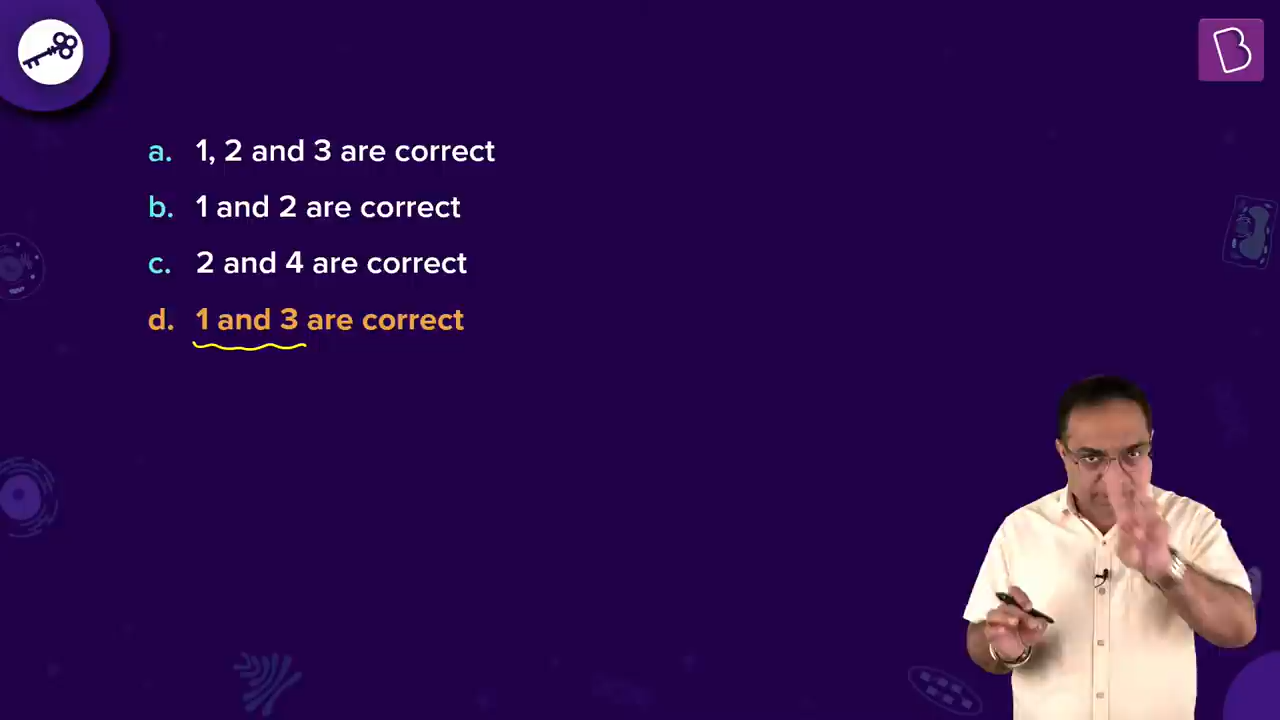 B
a. 1, 2 and 3 are correct
b. 1 and 2 are correct
c. 2 and 4 are correct
d. 1 and 3 are correct